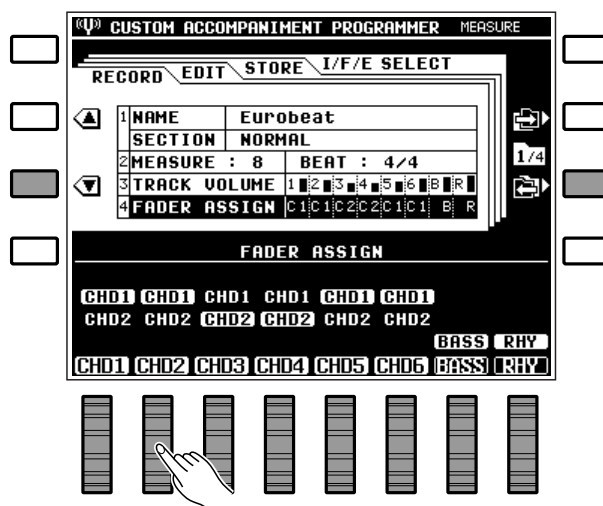 CUSTOM ACCOMPANIMENT PROGRAMMER MEASURE
RECORD EDIT STORE I/F/E SELECT
1 NAME Eurobeat
SECTION NORMAL
2 MEASURE : 8 BEAT : 4/4
3 TRACK VOLUME 1 2 3 4 5 6 B R
4 FADER ASSIGN C1 C1 C2 C2 C1 C1 B R
1/4
FADER ASSIGN
CHD1 CHD1 CHD1 CHD1 CHD1 CHD1
CHD2 CHD2 CHD2 CHD2 CHD2 CHD2
BASS RHY
CHD1 CHD2 CHD3 CHD4 CHD5 CHD6 BASS RHY